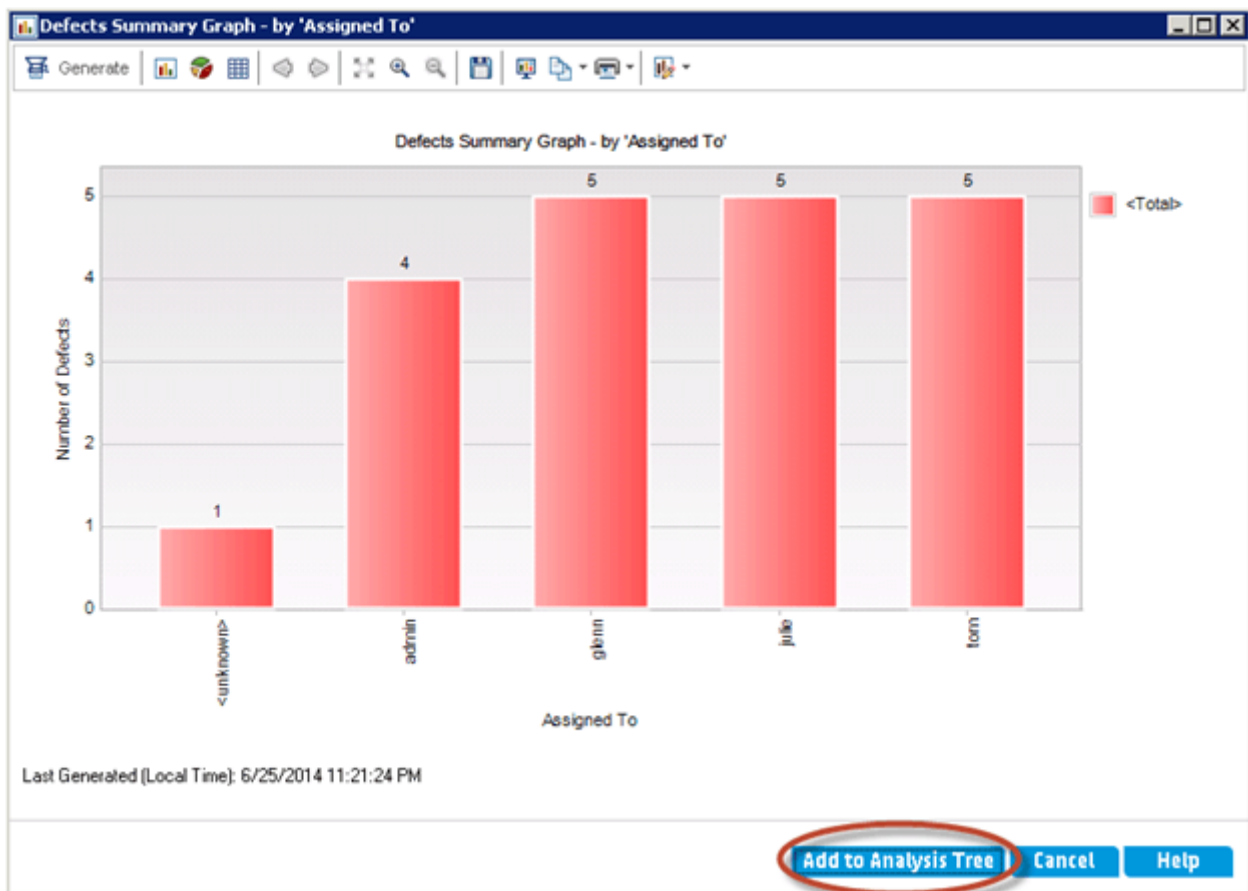 Defects Summary Graph - by 'Assigned To'
Generate
Defects Summary Graph - by 'Assigned To'
5
4
3
2
1
0
Number of Defects
1
4
5
5
5
<Total>
<unknown>
admin
glenn
julie
tom
Assigned To
Last Generated (Local Time): 6/25/2014 11:21:24 PM
Add to Analysis Tree
Cancel
Help